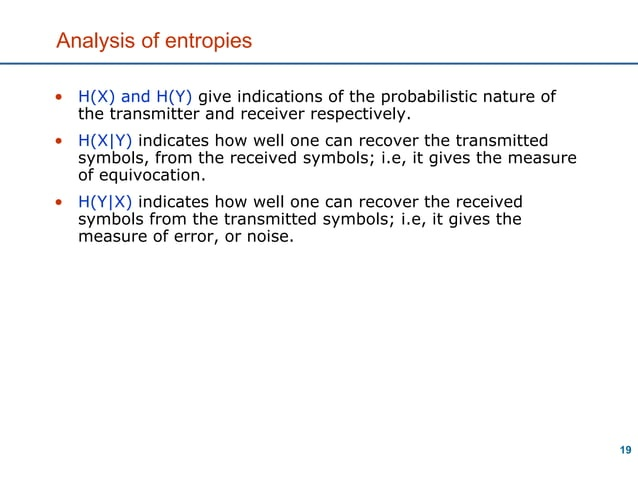 Analysis of entropies
• H(X) and H(Y) give indications of the probabilistic nature of
the transmitter and receiver respectively.
• H(X|Y) indicates how well one can recover the transmitted
symbols, from the received symbols; i.e, it gives the measure
of equivocation.
• H(Y|X) indicates how well one can recover the received
symbols from the transmitted symbols; i.e, it gives the
measure of error, or noise.
19